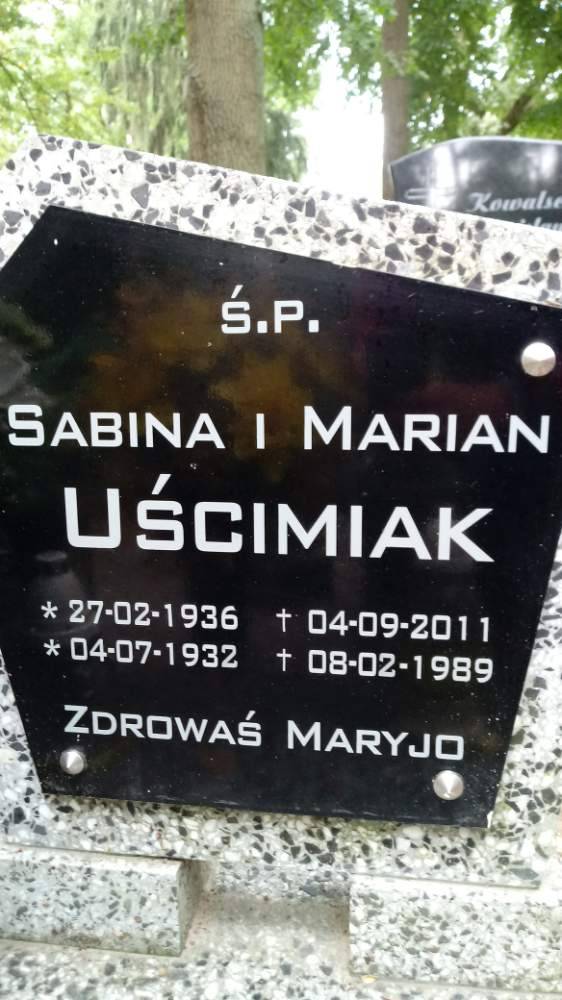 Ś.P.
SABINA I MARIAN
UŚCIMIAK
* 27-02-1936 † 04-09-2011
* 04-07-1932 † 08-02-1989
ZDROWAŚ MARYJO